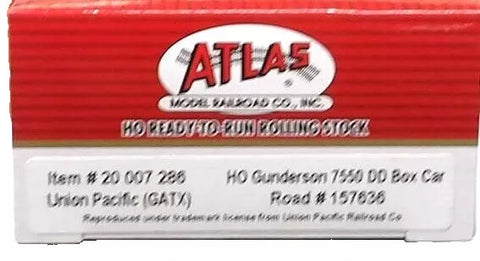 ATLAS
MODEL RAILROAD CO., INC.
HO READY-TO-RUN ROLLING STOCK
Item # 20 007 286 HO Gunderson 7550 DD Box Car
Union Pacific (GATX) Road # 157636
Reproduced under trademark license from Union Pacific Railroad Co